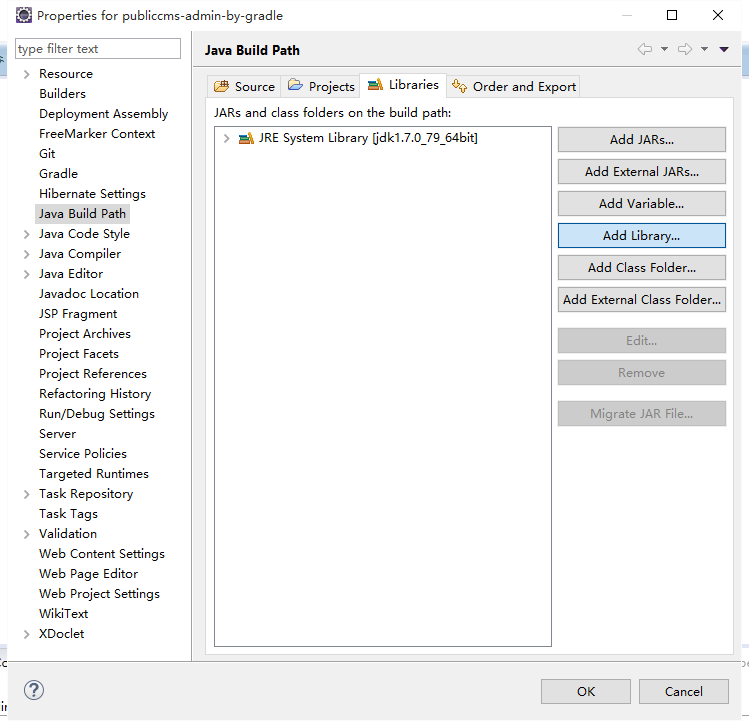 Properties for publiccms-admin-by-gradle
type filter text
Resource
Builders
Deployment Assembly
FreeMarker Context
Git
Gradle
Hibernate Settings
Java Build Path
Java Code Style
Java Compiler
Java Editor
Javadoc Location
JSP Fragment
Project Archives
Project Facets
Project References
Refactoring History
Run/Debug Settings
Server
Service Policies
Targeted Runtimes
Task Repository
Task Tags
Validation
Web Content Settings
Web Page Editor
Web Project Settings
WikiText
XDoclet
Java Build Path
Source Projects Libraries Order and Export
JARs and class folders on the build path:
JRE System Library [jdk1.7.0_79_64bit]
Add JARs...
Add External JARs...
Add Variable...
Add Library...
Add Class Folder...
Add External Class Folder...
Edit...
Remove
Migrate JAR File...
OK Cancel